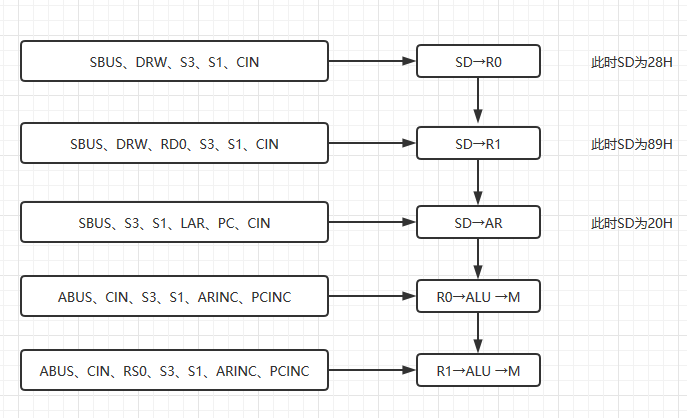 SBUS、DRW、S3、S1、CIN
SD→R0
此时SD为28H
SBUS、DRW、RD0、S3、S1、CIN
SD→R1
此时SD为89H
SBUS、S3、S1、LAR、PC、CIN
SD→AR
此时SD为20H
ABUS、CIN、S3、S1、ARINC、PCINC
R0→ALU →M
ABUS、CIN、RS0、S3、S1、ARINC、PCINC
R1→ALU →M